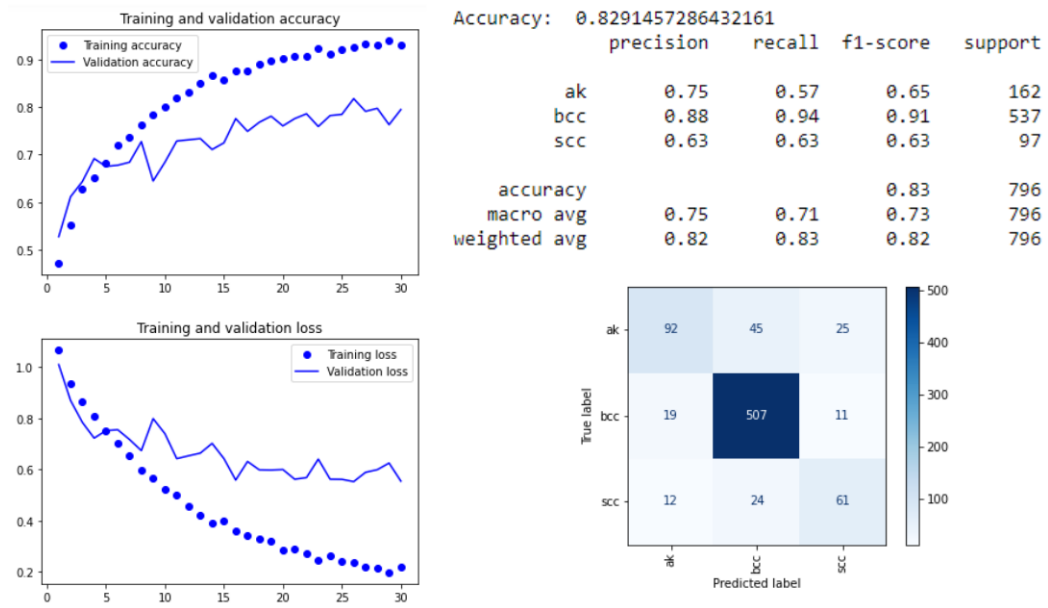 Training and validation accuracy
Training accuracy
Validation accuracy
0.9
0.8
0.7
0.6
0.5
0 5 10 15 20 25 30
Training and validation loss
Training loss
Validation loss
1.0
0.8
0.6
0.4
0.2
0 5 10 15 20 25 30
Accuracy: 0.8291457286432161
precision recall f1-score support
ak 0.75 0.57 0.65 162
bcc 0.88 0.94 0.91 537
scc 0.63 0.63 0.63 97
accuracy 0.83 796
macro avg 0.75 0.71 0.73 796
weighted avg 0.82 0.83 0.82 796
True label
ak 92 45 25
bcc 19 507 11
scc 12 24 61
ak bcc scc
Predicted label
500
400
300
200
100